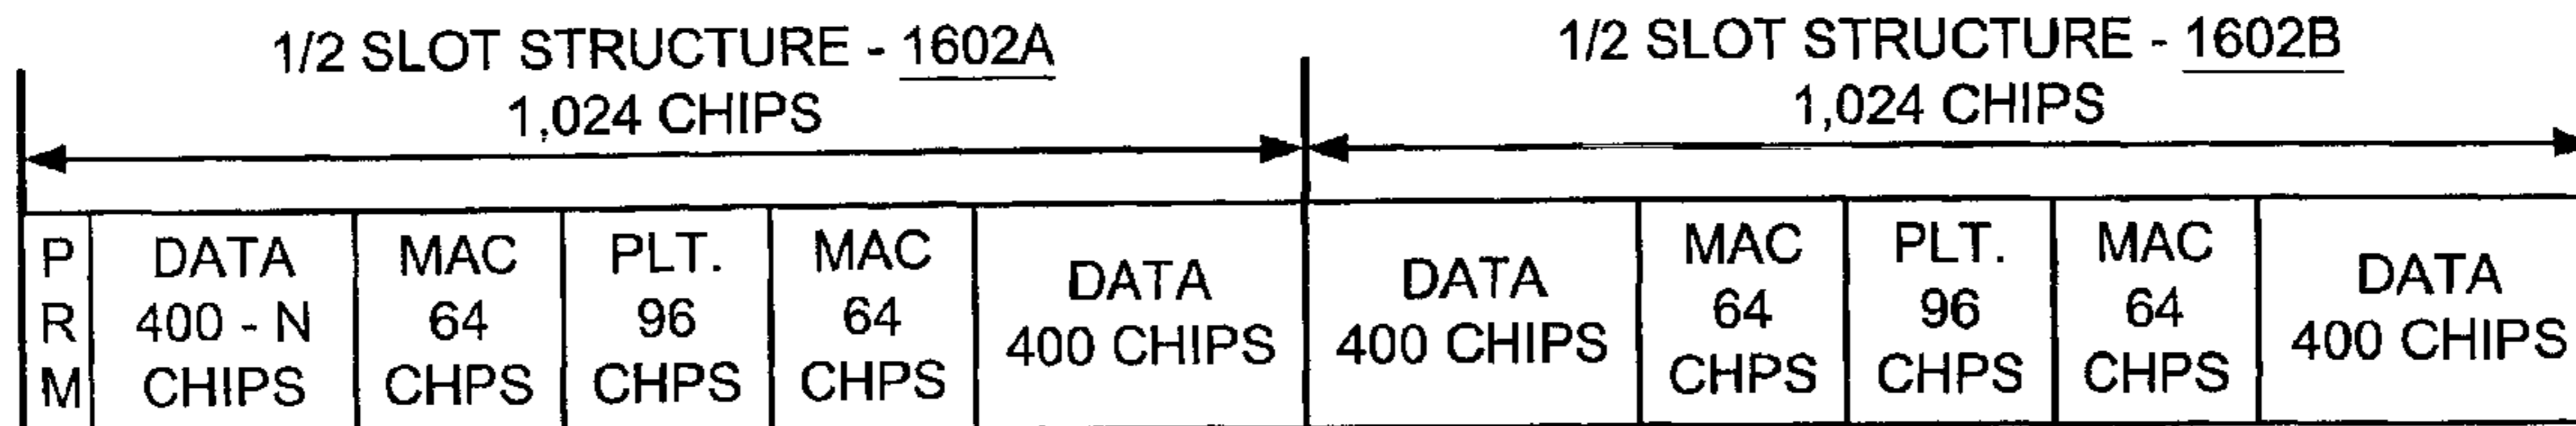 1/2 SLOT STRUCTURE - 1602A
1,024 CHIPS
1/2 SLOT STRUCTURE - 1602B
1,024 CHIPS
P
R
M
DATA
400 - N
CHIPS
MAC
64
CHPS
PLT.
96
CHPS
MAC
64
CHPS
DATA
400 CHIPS
DATA
400 CHIPS
MAC
64
CHPS
PLT.
96
CHPS
MAC
64
CHPS
DATA
400 CHIPS